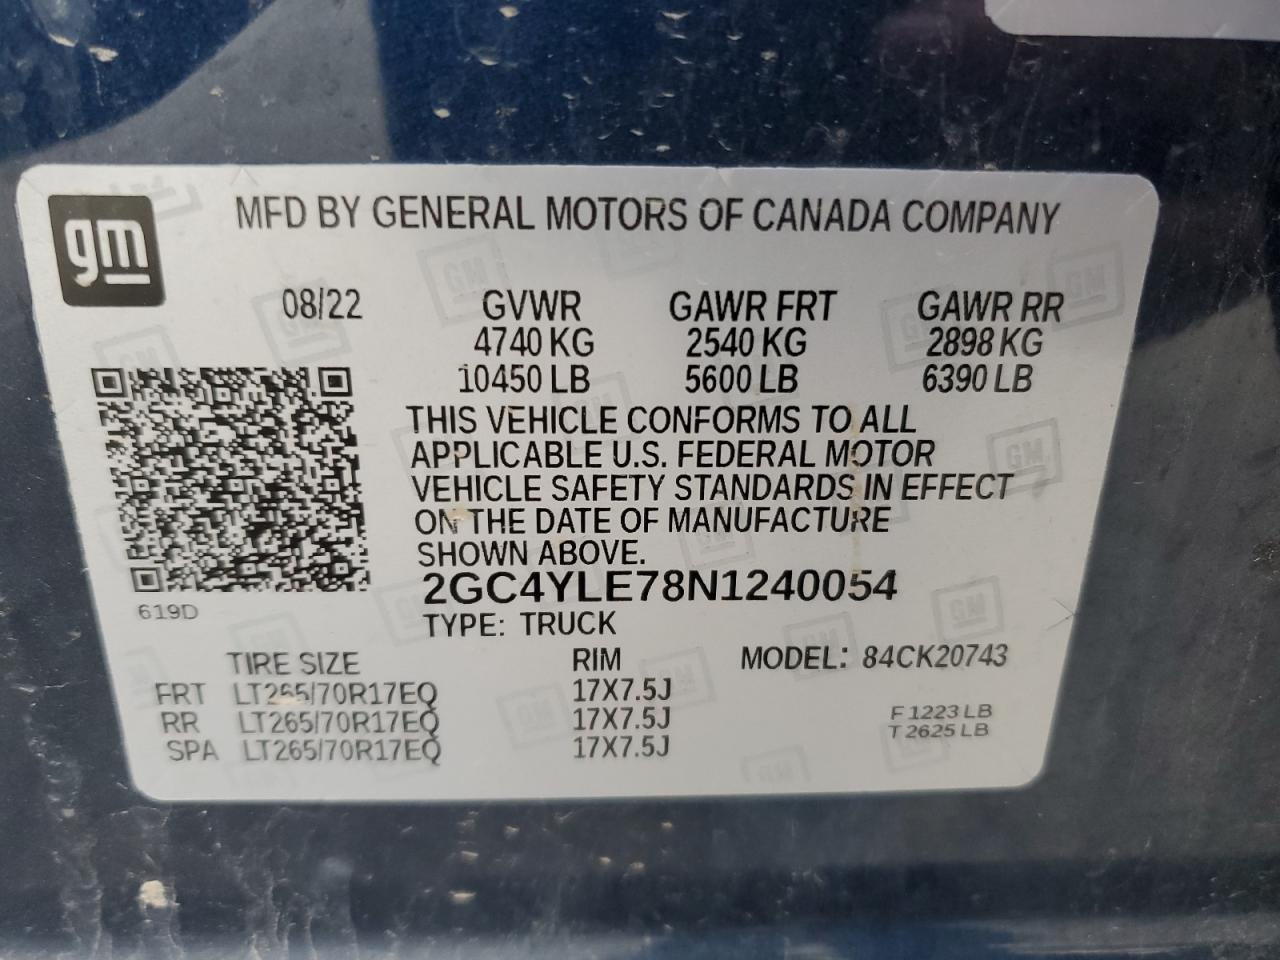 gm
MFD BY GENERAL MOTORS OF CANADA COMPANY
08/22 GVWR GAWR FRT GAWR RR
4740 KG 2540 KG 2898 KG
10450 LB 5600 LB 6390 LB
THIS VEHICLE CONFORMS TO ALL
APPLICABLE U.S. FEDERAL MOTOR
VEHICLE SAFETY STANDARDS IN EFFECT
ON THE DATE OF MANUFACTURE
SHOWN ABOVE.
2GC4YLE78N1240054
619D
TYPE: TRUCK
TIRE SIZE RIM MODEL: 84CK20743
FRT LT265/70R17EQ 17X7.5J
RR LT265/70R17EQ 17X7.5J F 1223 LB
SPA LT265/70R17EQ 17X7.5J T 2625 LB